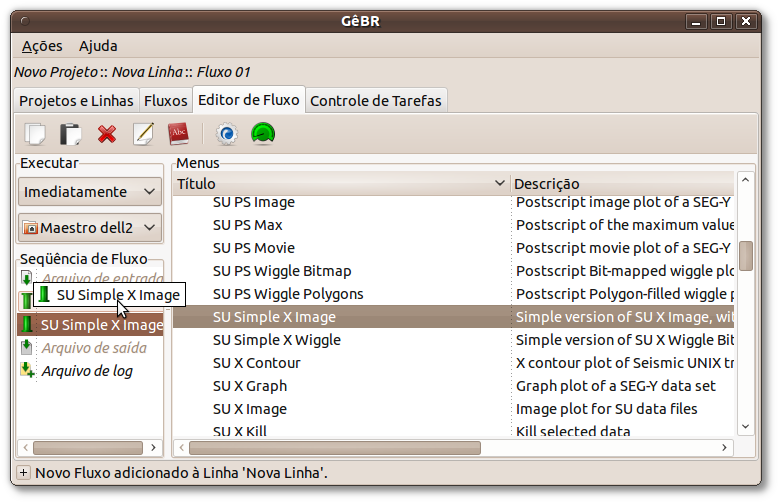 GêBR
Ações Ajuda
Novo Projeto :: Nova Linha :: Fluxo 01
Projetos e Linhas Fluxos Editor de Fluxo Controle de Tarefas
Abc
Executar
Imediatamente
Maestro dell2
Seqüência de Fluxo
Arquivo de entrada
SU Simple X Image
SU Simple X Image
Arquivo de saída
Arquivo de log
Menus
Título Descrição
SU PS Image Postscript image plot of a SEG-Y
SU PS Max Postscript of the maximum value
SU PS Movie Postscript movie plot of a SEG-Y
SU PS Wiggle Bitmap Postscript Bit-mapped wiggle plo
SU PS Wiggle Polygons Postscript Polygon-filled wiggle p
SU Simple X Image Simple version of SU X Image, wit
SU Simple X Wiggle Simple version of SU X Wiggle Bit
SU X Contour X contour plot of Seismic UNIX tr
SU X Graph Graph plot of a SEG-Y data set
SU X Image Image plot for SU data files
SU X Kill Kill selected data
Novo Fluxo adicionado à Linha 'Nova Linha'.